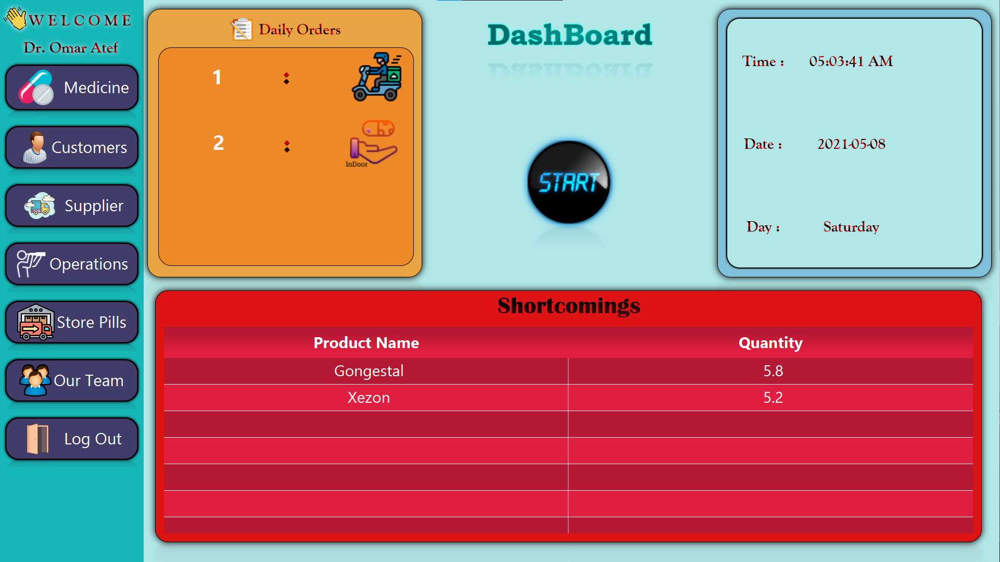 WELCOME
Dr. Omar Atef
Medicine
Customers
Supplier
Operations
Store Pills
Our Team
Log Out
Daily Orders
1 :
2 :
InDoor
DashBoard
START
Time : 05:03:41 AM
Date : 2021-05-08
Day : Saturday
Shortcomings
Product Name Quantity
Gongestal 5.8
Xezon 5.2